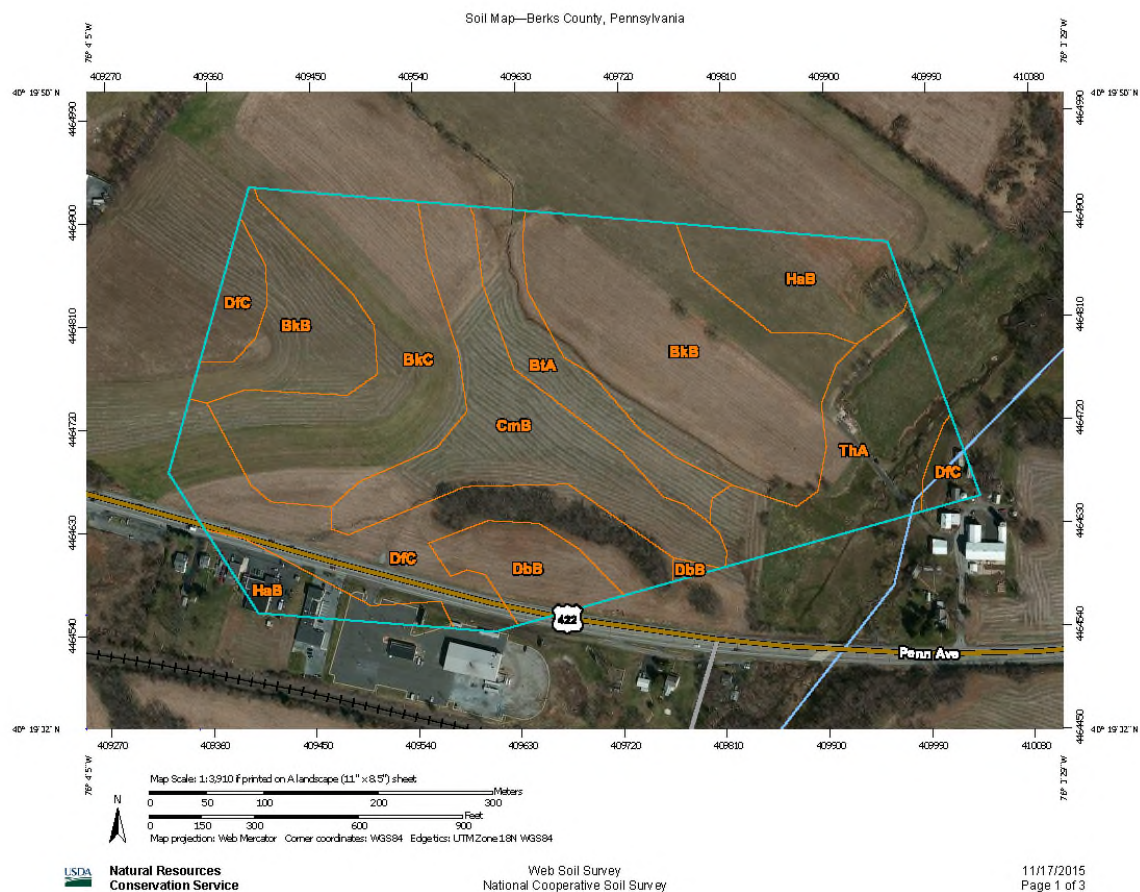 Soil Map—Berks County, Pennsylvania
76° 4' 5" W
76° 3' 29" W
409270 409360 409450 409540 409630 409720 409810 409900 409990 410080
40° 19' 50" N
40° 19' 50" N
4464990
4464990
4464900
4464900
HaB
DfC
4464810
4464810
BkB
BkB
BkC
BtA
4464720
4464720
CmB
ThA
DfC
4464630
4464630
DfC
DbB
DbB
HaB
422
4464540
4464540
Penn Ave
4464450
40° 19' 32" N
40° 19' 32" N
409270 409360 409450 409540 409630 409720 409810 409900 409990 410080
76° 4' 5" W
76° 3' 29" W
Map Scale: 1:3,910 if printed on A landscape (11" x 8.5") sheet.
N
Meters
0 50 100 200 300
Feet
0 150 300 600 900
Map projection: Web Mercator Corner coordinates: WGS84 Edge tics: UTM Zone 18N WGS84
USDA Natural Resources Conservation Service
Web Soil Survey
National Cooperative Soil Survey
11/17/2015
Page 1 of 3